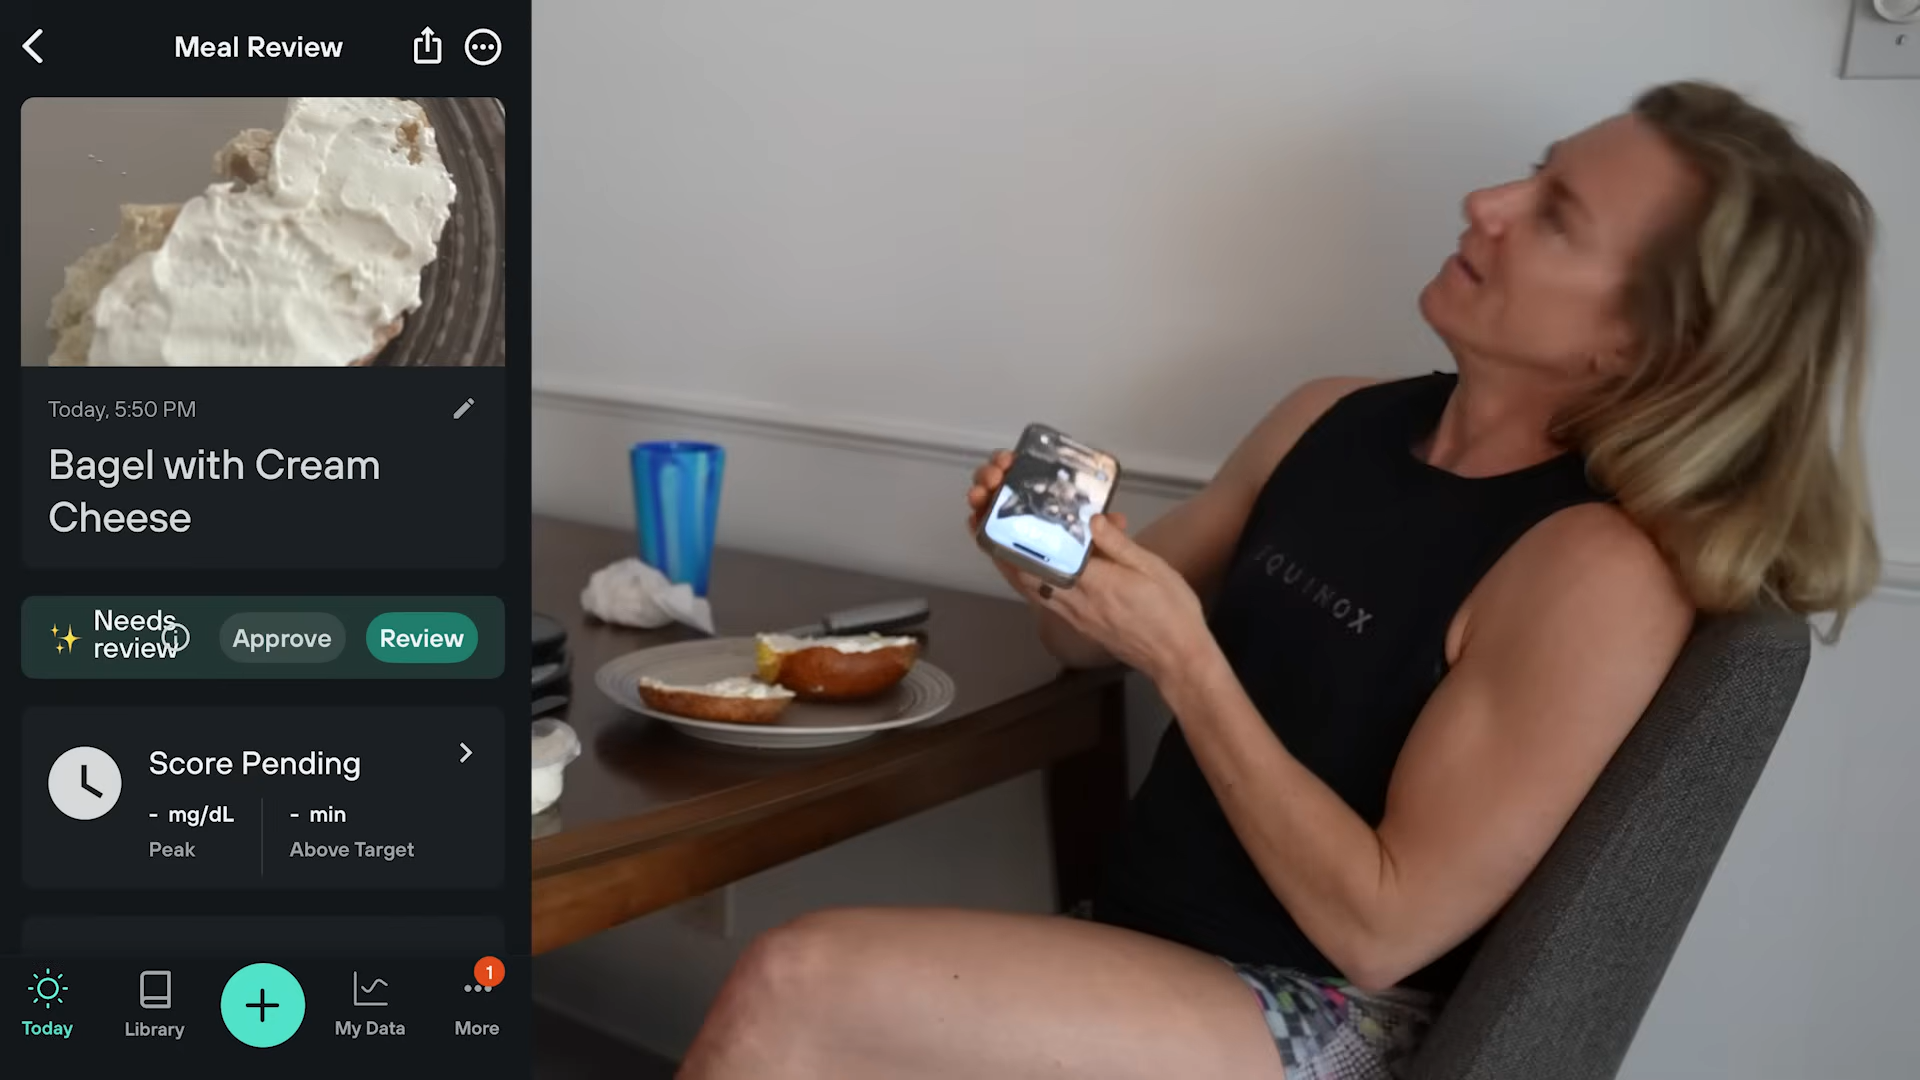 Meal Review
Today, 5:50 PM
Bagel with Cream
Cheese
Needs
review
Approve
Review
Score Pending
- mg/dL
- min
Peak
Above Target
Today
Library
My Data
1
More
EQUINOX